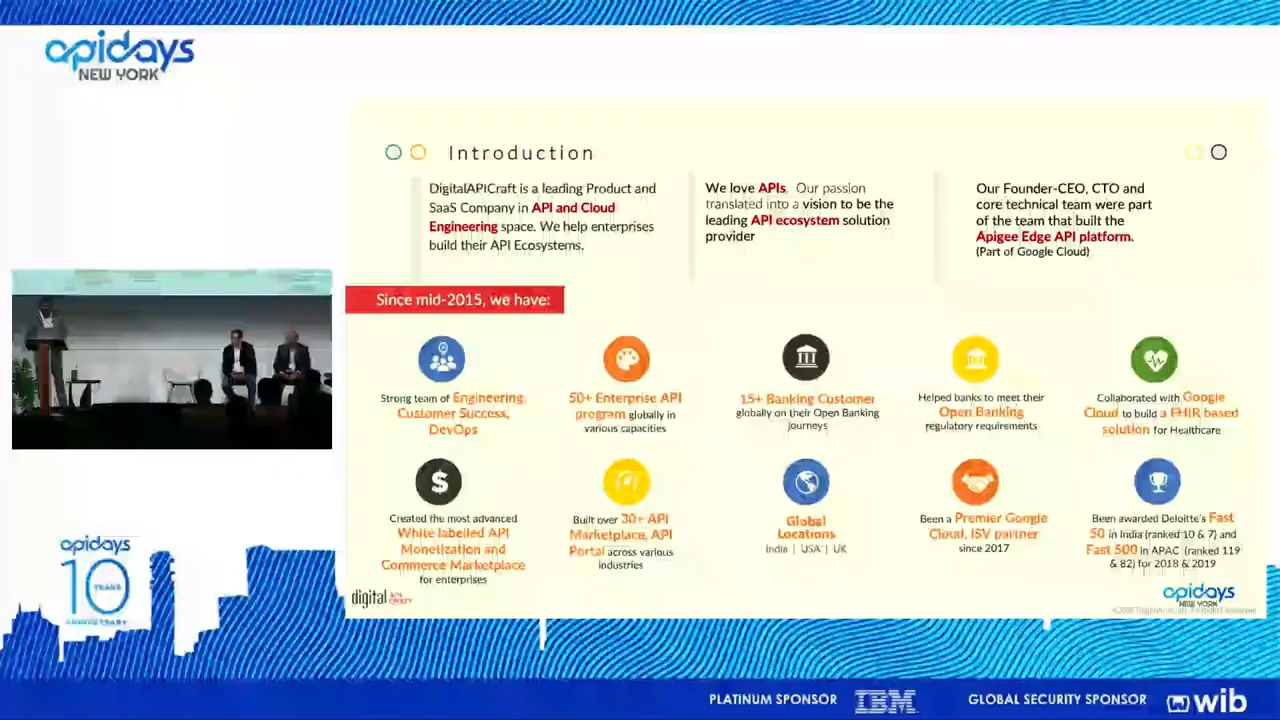 apidays
NEW YORK
Introduction
DigitalAPICraft is a leading Product and
SaaS Company in API and Cloud
Engineering space. We help enterprises
build their API Ecosystems.
We love APIs. Our passion
translated into a vision to be the
leading API ecosystem solution
provider
Our Founder-CEO, CTO and
core technical team were part
of the team that built the
Apigee Edge API platform.
(Part of Google Cloud)
Since mid-2015, we have:
Strong team of Engineering,
Customer Success,
DevOps
50+ Enterprise API
program globally in
various capacities
15+ Banking Customer
globally on their Open Banking
journeys
Helped banks to meet their
Open Banking
regulatory requirements
Collaborated with Google
Cloud to build a FHIR based
solution for Healthcare
$
Created the most advanced
White labelled API
Monetization and
Commerce Marketplace
for enterprises
Built over 30+ API
Marketplace, API
Portal across various
industries
Global
Locations
India | USA | UK
Been a Premier Google
Cloud, ISV partner
since 2017
Been awarded Deloitte's Fast
50 in India (ranked 10 & 7) and
Fast 500 in APAC (ranked 119
& 82) for 2018 & 2019
digital
apidays
NEW YORK
apidays
10
YEARS
ANNIVERSARY
PLATINUM SPONSOR
IBM
GLOBAL SECURITY SPONSOR
wib